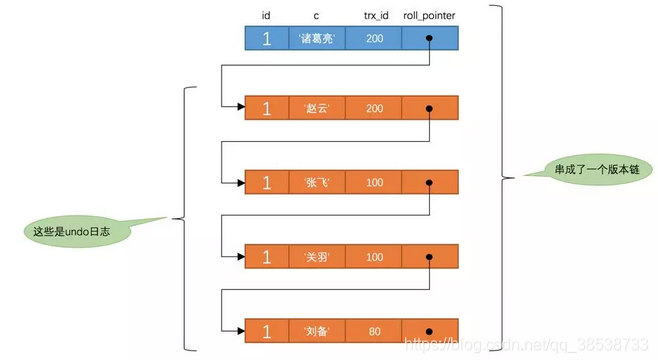 id c trx_id roll_pointer
1 '诸葛亮' 200
1 '赵云' 200
1 '张飞' 100
串成了一个版本链
这些是undo日志
1 '关羽' 100
1 '刘备' 80
https://blog.csdn.net/qq_38538733